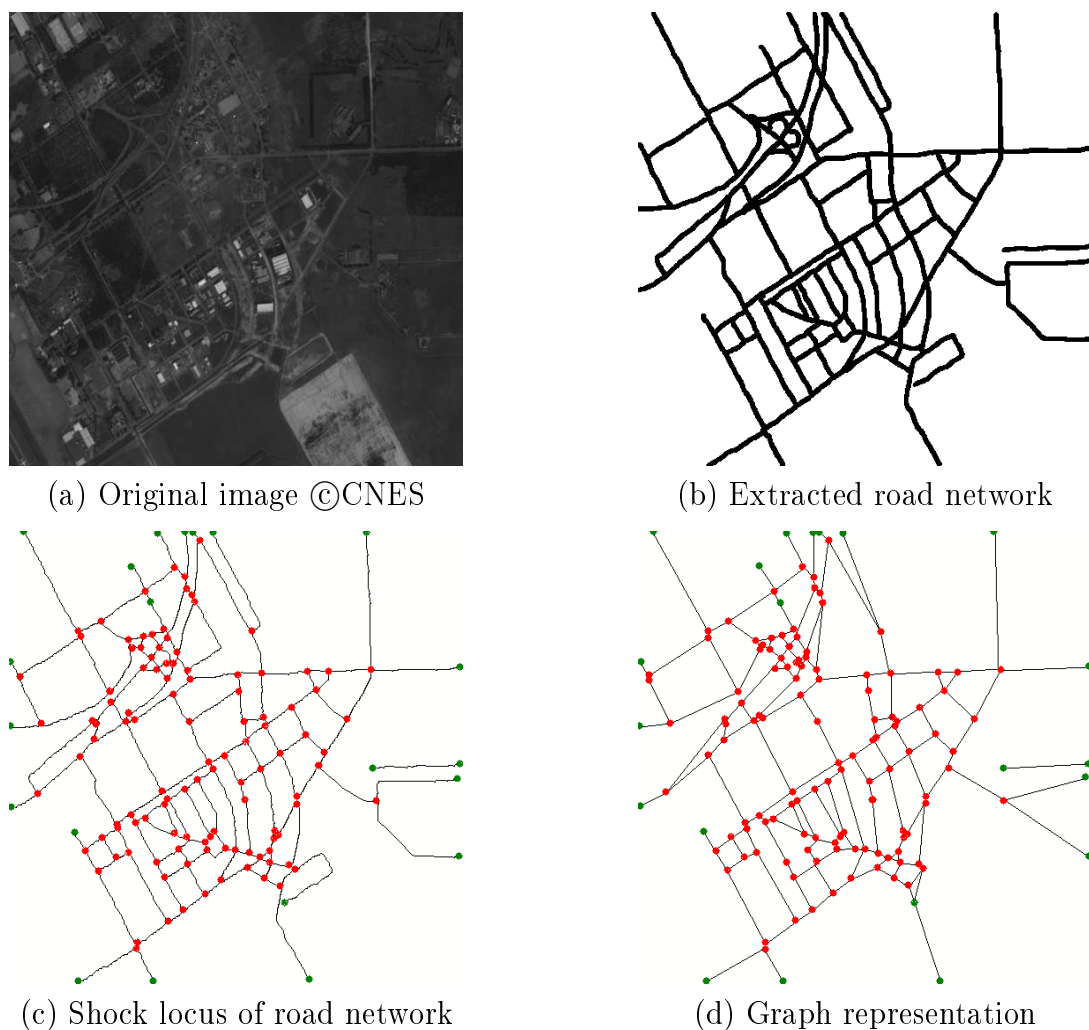 (a) Original image ©CNES
(b) Extracted road network
(c) Shock locus of road network
(d) Graph representation